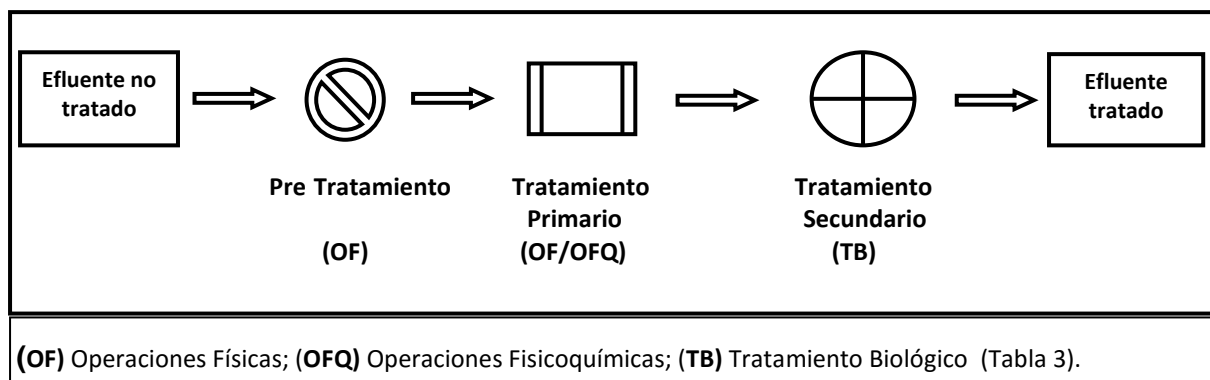 Efluente no
tratado
Efluente
tratado
Pre Tratamiento
(OF)
Tratamiento
Primario
(OF/OFQ)
Tratamiento
Secundario
(TB)
(OF) Operaciones Físicas; (OFQ) Operaciones Fisicoquímicas; (TB) Tratamiento Biológico (Tabla 3).